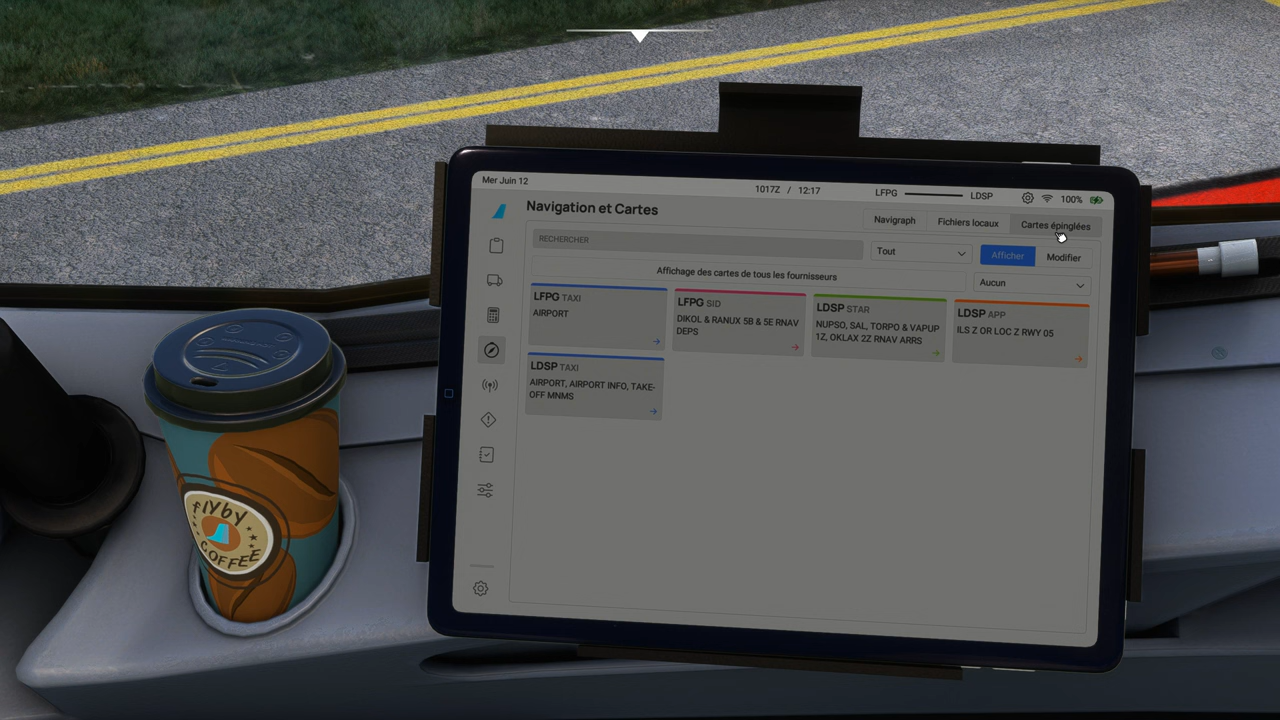 Mer Juin 12
1017Z / 12:17
LFPG LDSP
100%
Navigation et Cartes
Navigraph
Fichiers locaux
Cartes épinglées
RECHERCHER
Tout
Afficher
Modifier
Affichage des cartes de tous les fournisseurs
Aucun
LFPG TAXI
AIRPORT
LFPG SID
DIKOL & RANUX 5B & 5E RNAV
DEPS
LDSP STAR
NUPSO, SAL, TORPO & VAPUP
1Z, OKLAX 2Z RNAV ARRS
LDSP APP
ILS Z OR LOC Z RWY 05
LDSP TAXI
AIRPORT, AIRPORT INFO, TAKE-
OFF MNMS
flyby
COFFEE